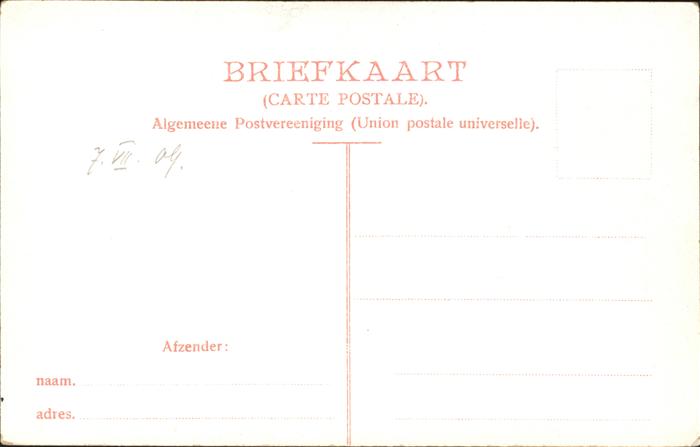 BRIEFKAART
(CARTE POSTALE).
Algemeene Postvereeniging (Union postale universelle).
7. VII. 09.
Afzender:
naam.
adres.